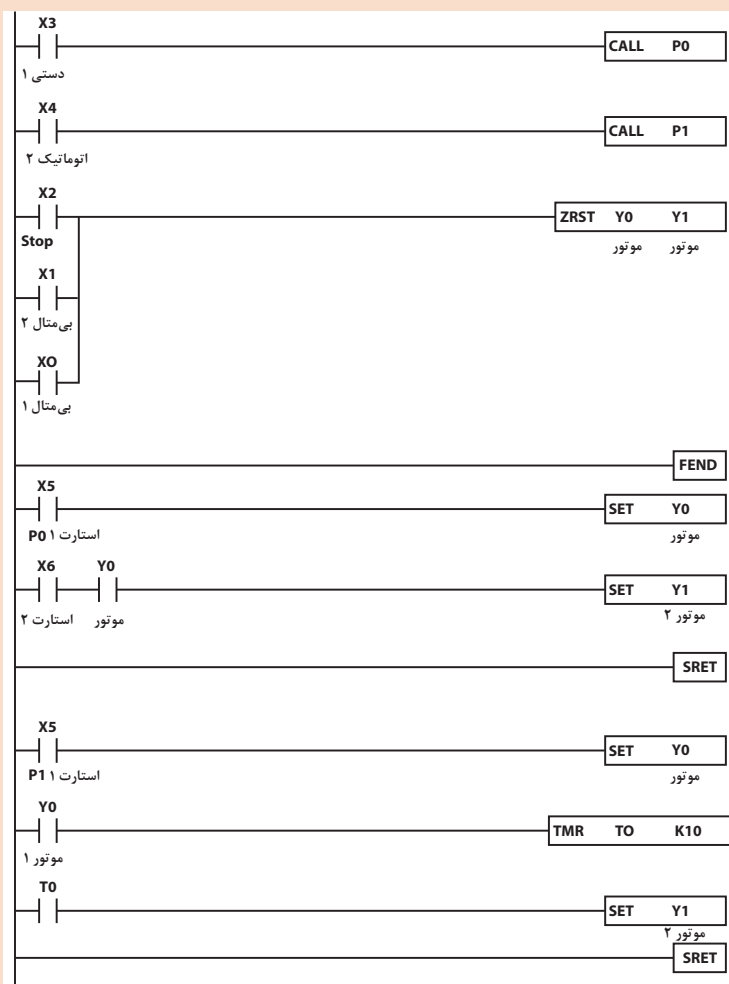 X3
CALL P0
دستی ۱
X4
CALL P1
اتوماتیک ۲
X2
ZRST Y0 Y1
Stop
موتور موتور
X1
بی‌متال ۲
XO
بی‌متال ۱
FEND
X5
SET Y0
P0 استارت ۱
موتور
X6 Y0
SET Y1
استارت ۲ موتور
موتور ۲
SRET
X5
SET Y0
P1 استارت ۱
موتور
Y0
TMR TO K10
موتور ۱
T0
SET Y1
موتور ۲
SRET